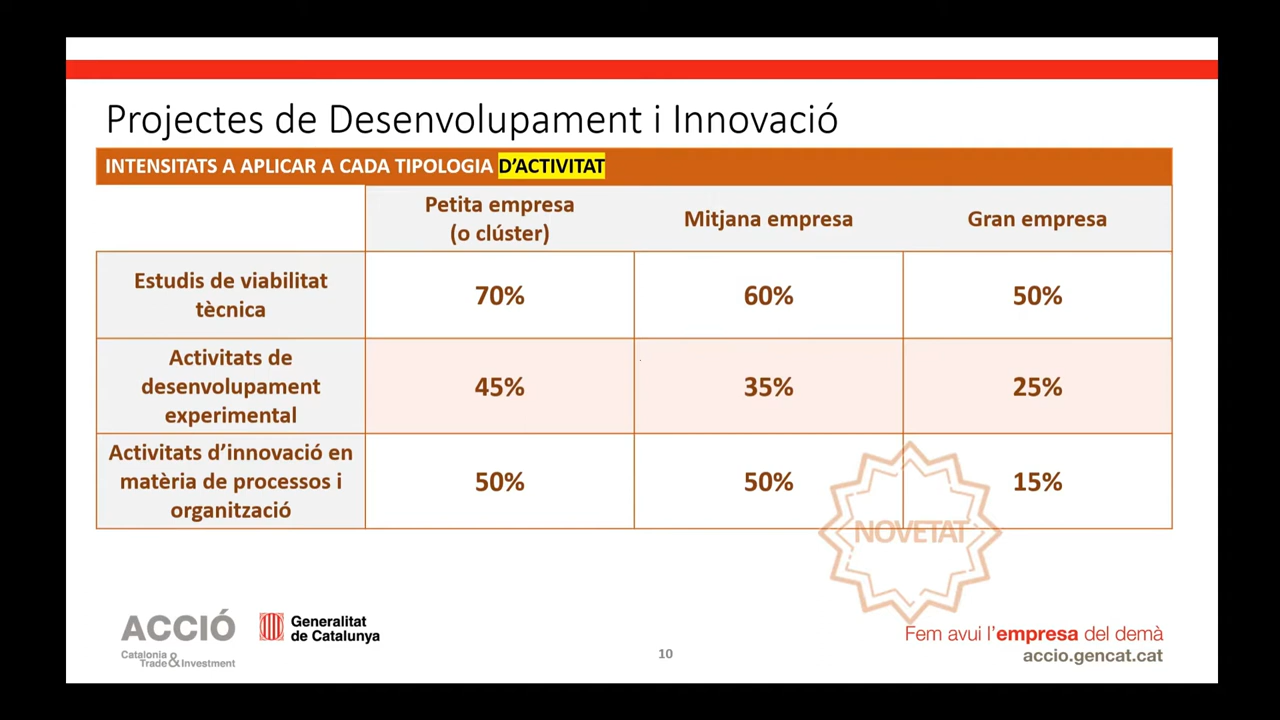 Projectes de Desenvolupament i Innovació
INTENSITATS A APLICAR A CADA TIPOLOGIA D'ACTIVITAT
Petita empresa
(o clúster)
Mitjana empresa
Gran empresa
Estudis de viabilitat
tècnica
70%
60%
50%
Activitats de
desenvolupament
experimental
45%
35%
25%
Activitats d'innovació en
matèria de processos i
organització
50%
50%
15%
NOVETAT
ACCIÓ
Catalonia
Trade & Investment
Generalitat
de Catalunya
10
Fem avui l'empresa del demà
accio.gencat.cat